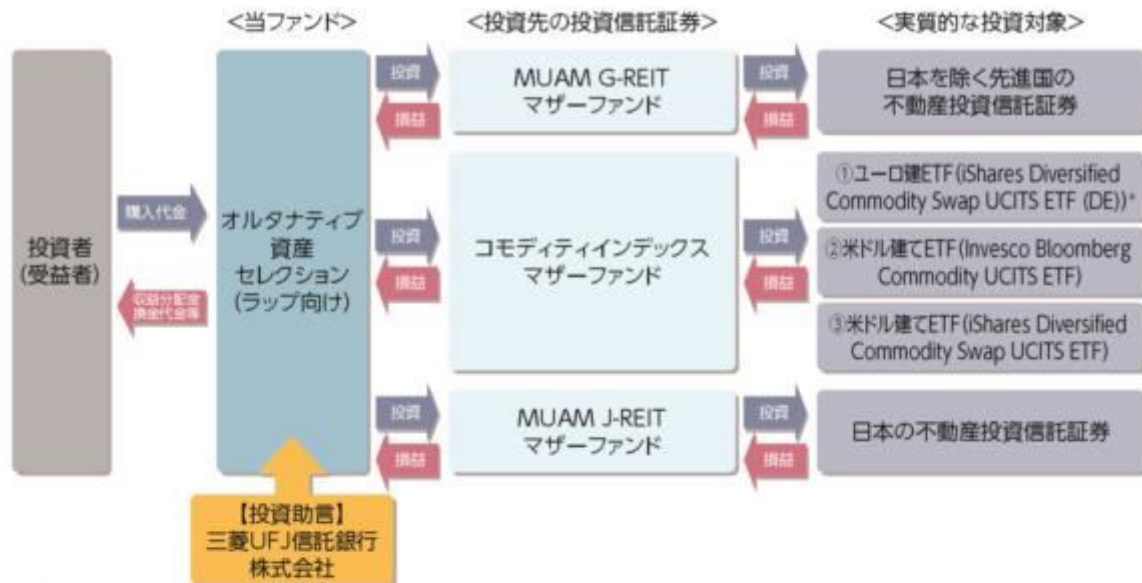 <当ファンド>
<投資先の投資信託証券>
<実質的な投資対象>
投資者
(受益者)
購入代金
収益分配金
換金代金等
オルタナティブ
資産
セレクション
(ラップ向け)
【投資助言】
三菱UFJ信託銀行
株式会社
投資
損益
MUAM G-REIT
マザーファンド
投資
損益
日本を除く先進国の
不動産投資信託証券
投資
損益
コモディティインデックス
マザーファンド
投資
損益
①ユーロ建ETF(iShares Diversified
Commodity Swap UCITS ETF (DE))*
②米ドル建てETF(Invesco Bloomberg
Commodity UCITS ETF)
③米ドル建てETF(iShares Diversified
Commodity Swap UCITS ETF)
投資
損益
MUAM J-REIT
マザーファンド
投資
損益
日本の不動産投資信託証券